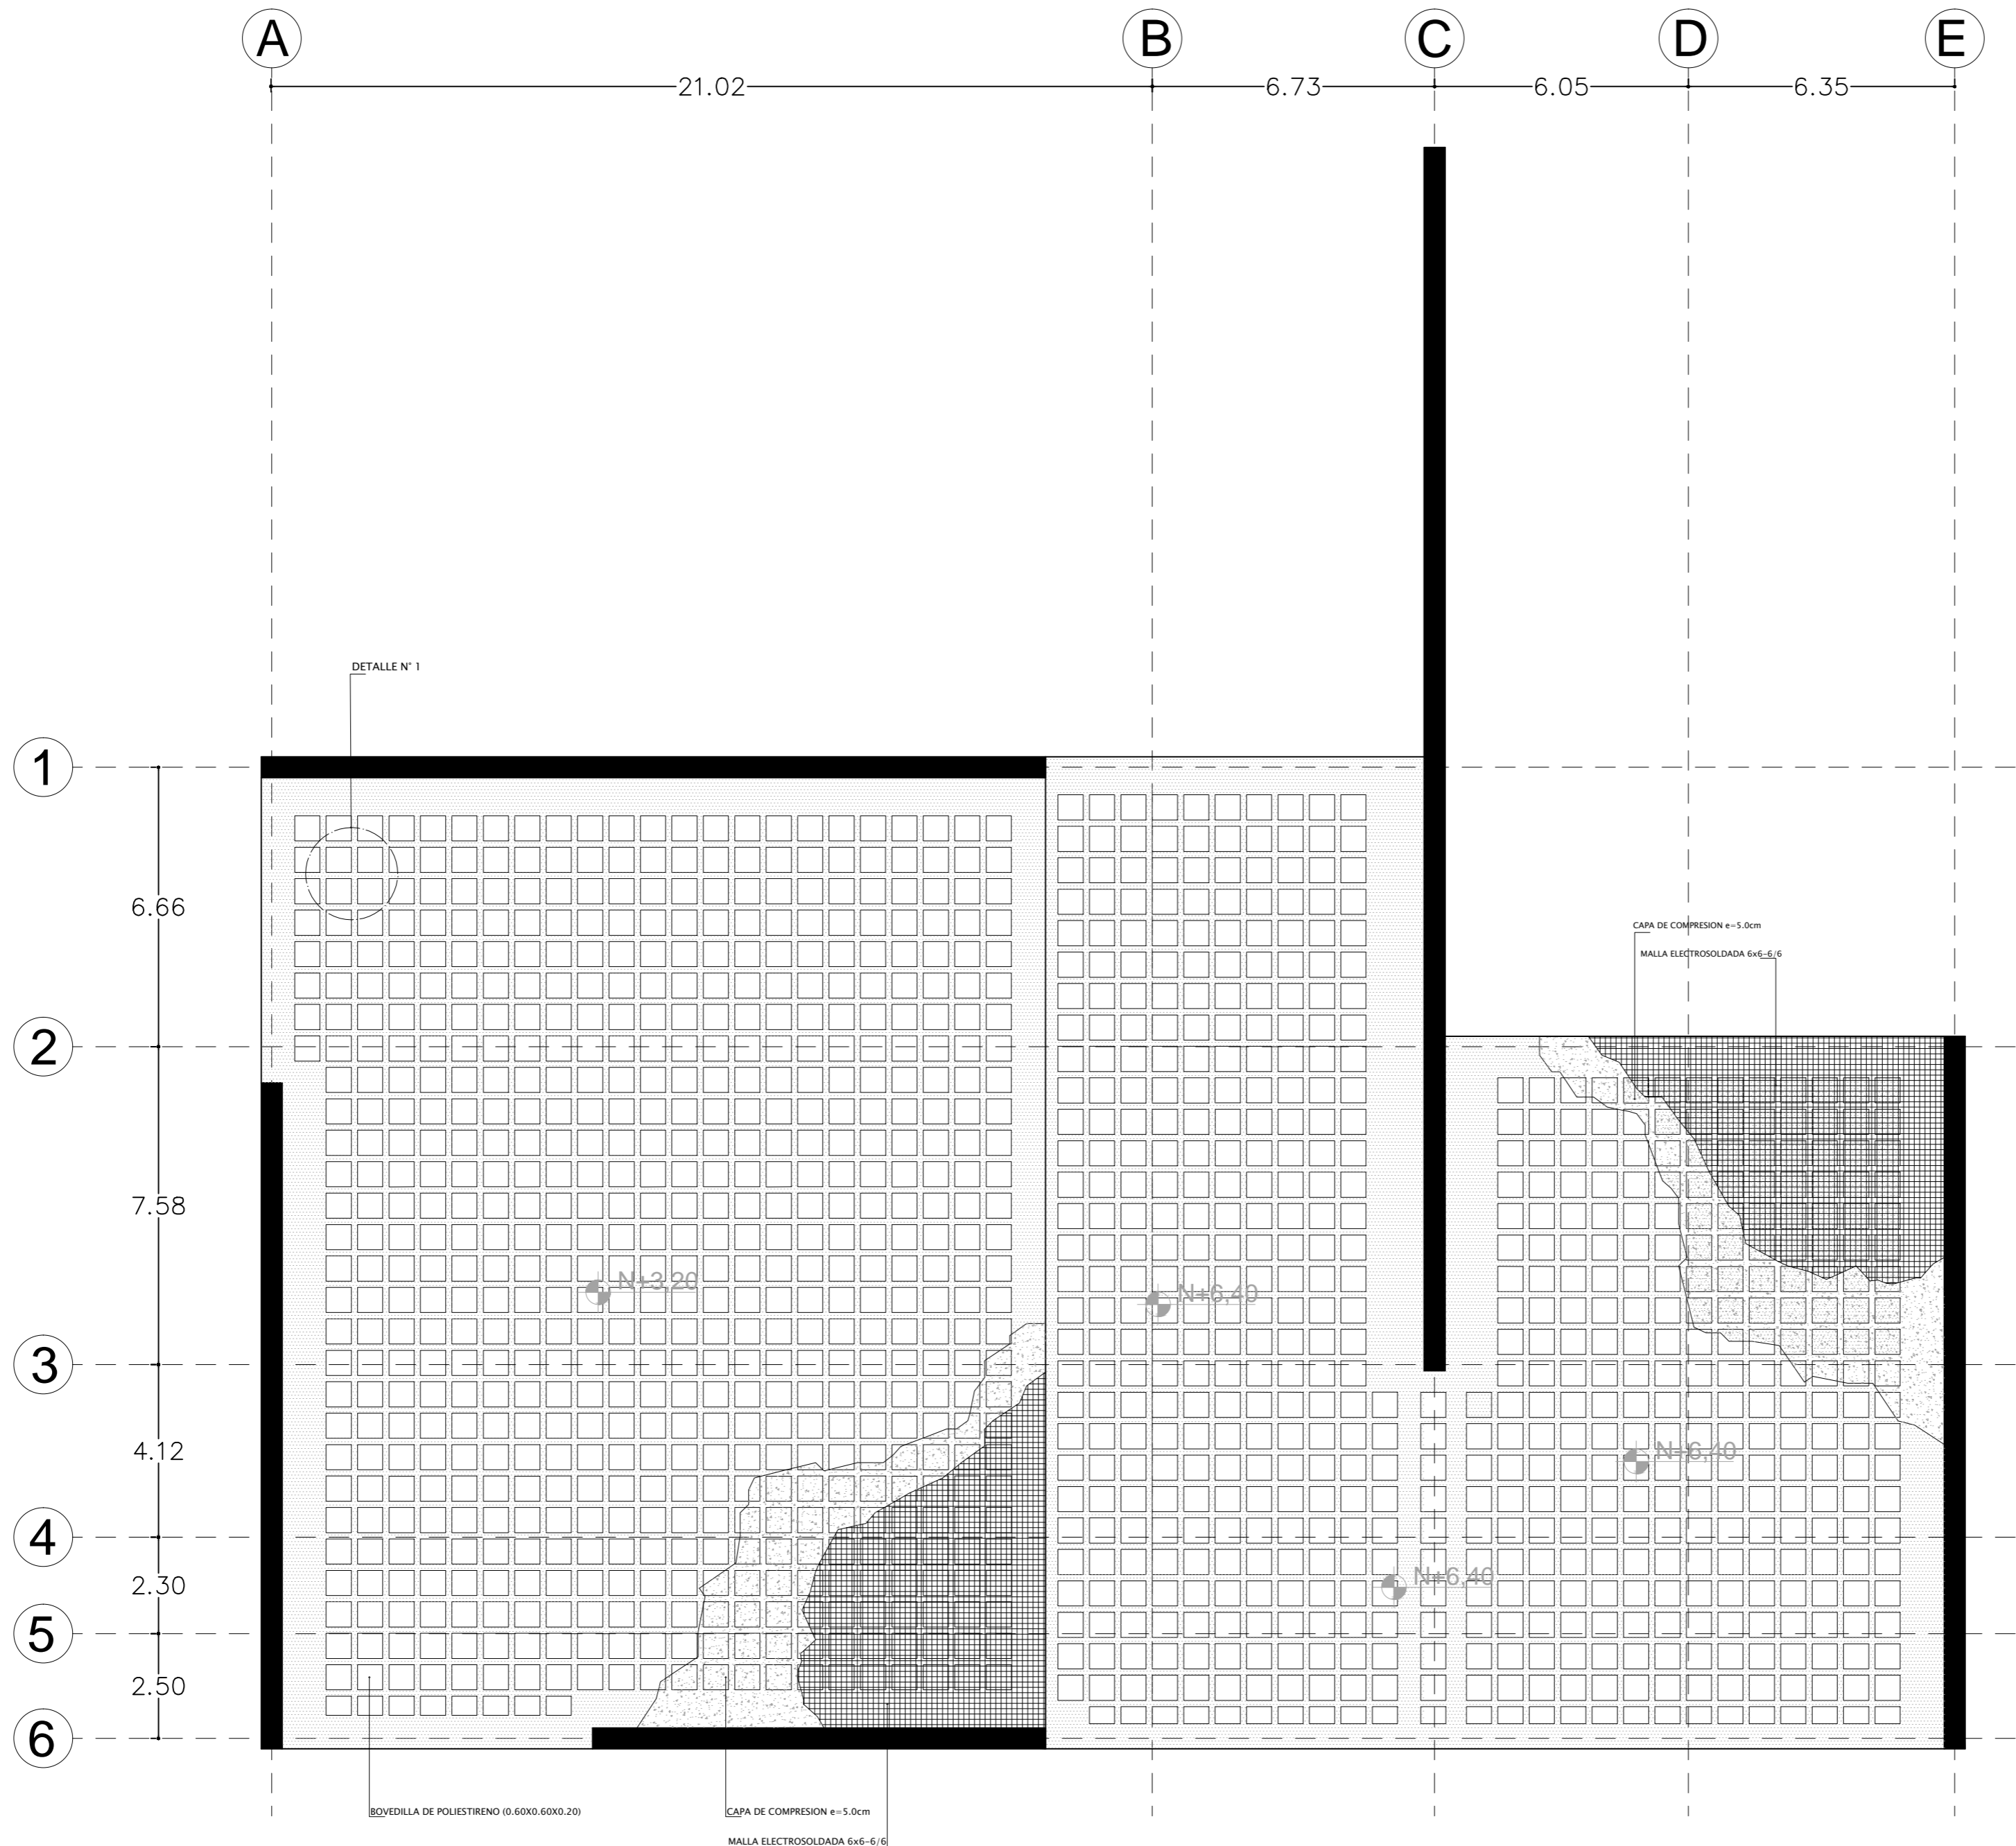 A B C D E
21.02 6.73 6.05 6.35
DETALLE N° 1
1
6.66
CAPA DE COMPRESION e=5.0cm
MALLA ELECTROSOLDADA 6x6-6/6
2
7.58
N+3,20
N+6,40
3
4.12
N+6,40
4
2.30
N+6,40
5
2.50
6
BOVEDILLA DE POLIESTIRENO (0.60X0.60X0.20)
CAPA DE COMPRESION e=5.0cm
MALLA ELECTROSOLDADA 6x6-6/6